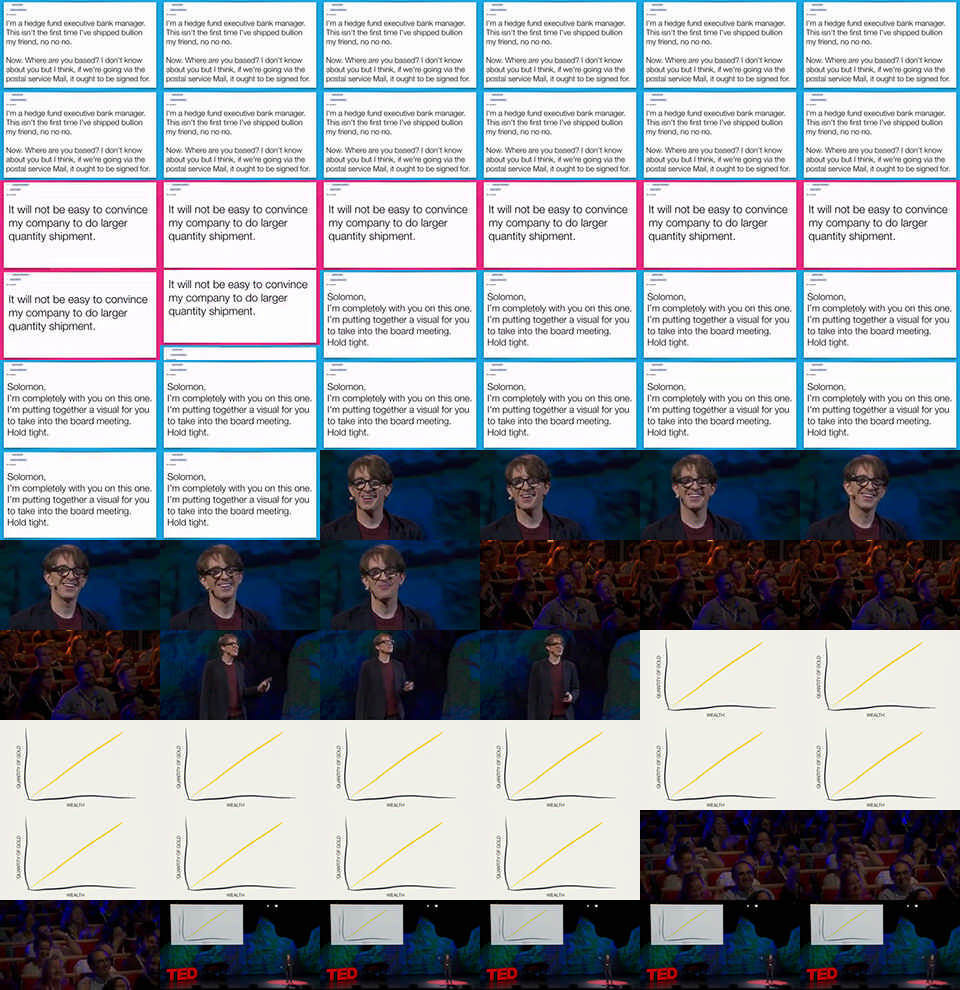 I'm a hedge fund executive bank manager.
This isn't the first time I've shipped bullion
my friend, no no no.
Now. Where are you based? I don't know
about you but I think, if we're going via the
postal service Mail, it ought to be signed for.
It will not be easy to convince
my company to do larger
quantity shipment.
Solomon,
I'm completely with you on this one.
I'm putting together a visual for you
to take into the board meeting.
Hold tight.
QUANTITY OF GOLD
WEALTH
TED